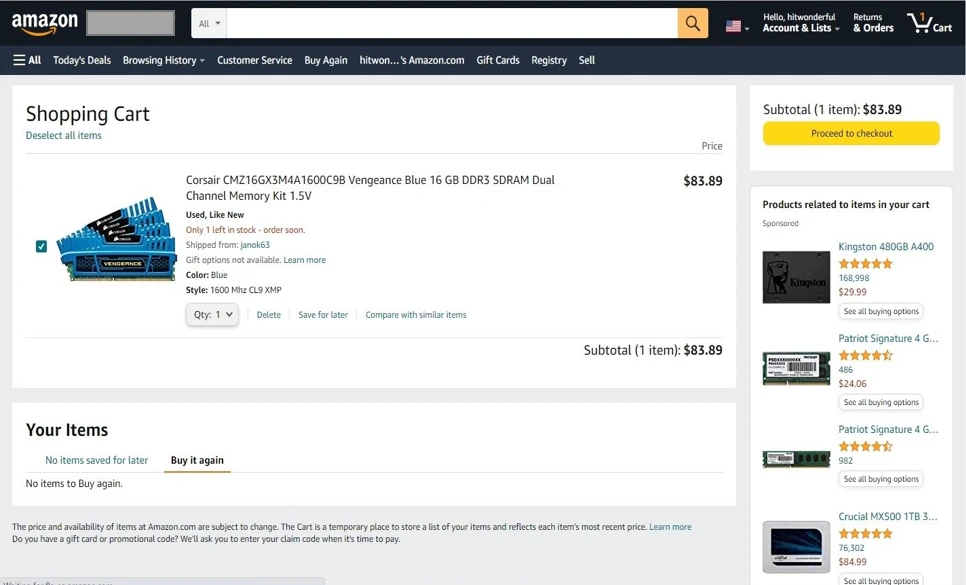 amazon
All
Hello, hitwonderful
Account & Lists
Returns
& Orders
1
Cart
All
Today's Deals
Browsing History
Customer Service
Buy Again
hitwon...'s Amazon.com
Gift Cards
Registry
Sell
Shopping Cart
Deselect all items
Price
Corsair CMZ16GX3M4A1600C9B Vengeance Blue 16 GB DDR3 SDRAM Dual
Channel Memory Kit 1.5V
$83.89
Used, Like New
Only 1 left in stock - order soon.
Shipped from: janok63
Gift options not available. Learn more
Color: Blue
Style: 1600 Mhz CL9 XMP
Qty: 1
Delete
Save for later
Compare with similar items
VENGEANCE
Subtotal (1 item): $83.89
Your Items
No items saved for later
Buy it again
No items to Buy again.
The price and availability of items at Amazon.com are subject to change. The Cart is a temporary place to store a list of your items and reflects each item's most recent price. Learn more
Do you have a gift card or promotional code? We'll ask you to enter your claim code when it's time to pay.
Subtotal (1 item): $83.89
Proceed to checkout
Products related to items in your cart
Sponsored
Kingston
Kingston 480GB A400
168,998
$29.99
See all buying options
Patriot Signature 4 G...
486
$24.06
See all buying options
Patriot Signature 4 G...
982
See all buying options
Crucial MX500 1TB 3...
76,302
$84.99
See all buying options